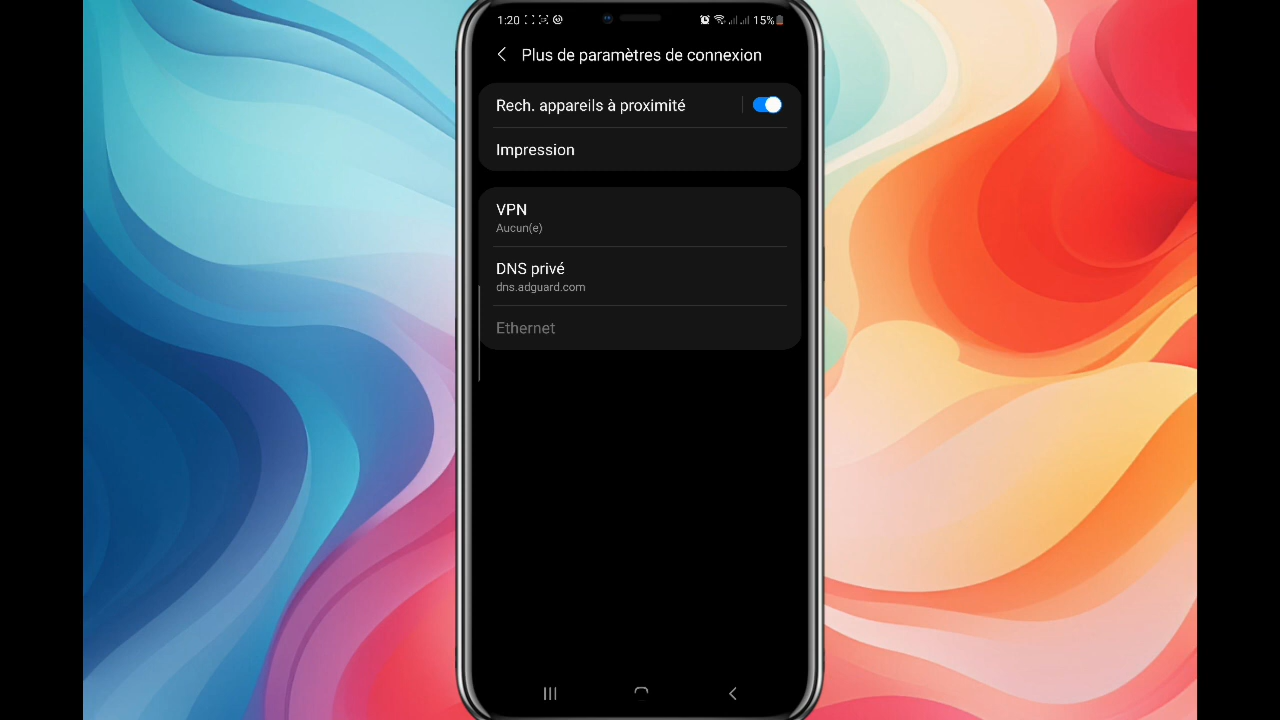 1:20 15%
Plus de paramètres de connexion
Rech. appareils à proximité
Impression
VPN
Aucun(e)
DNS privé
dns.adguard.com
Ethernet